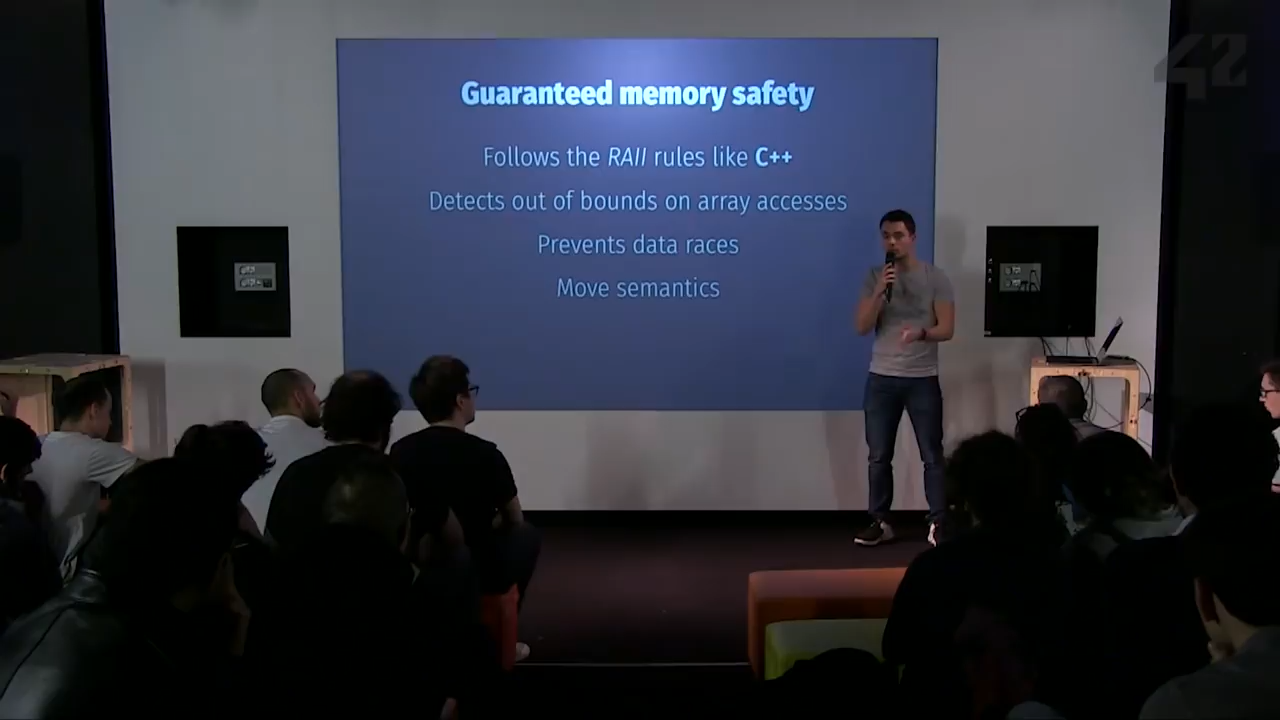 42
Guaranteed memory safety
Follows the RAII rules like C++
Detects out of bounds on array accesses
Prevents data races
Move semantics